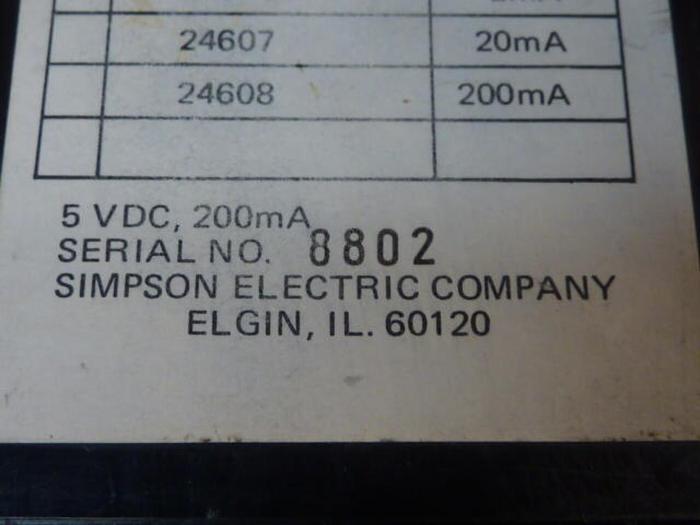 24607 20mA
24608 200mA
5 VDC, 200mA
SERIAL NO. 8802
SIMPSON ELECTRIC COMPANY
ELGIN, IL. 60120